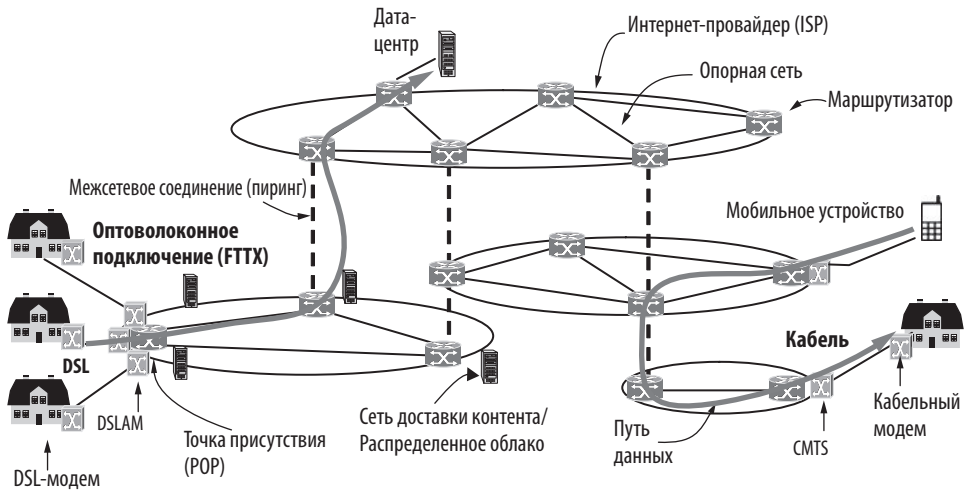 Дата-
центр
Интернет-провайдер (ISP)
Опорная сеть
Маршрутизатор
Межсетевое соединение (пиринг)
Мобильное устройство
Оптоволоконное
подключение (FTTX)
DSL
Кабель
DSLAM
Точка присутствия
(POP)
Сеть доставки контента/
Распределенное облако
Путь
данных
CMTS
Кабельный
модем
DSL-модем